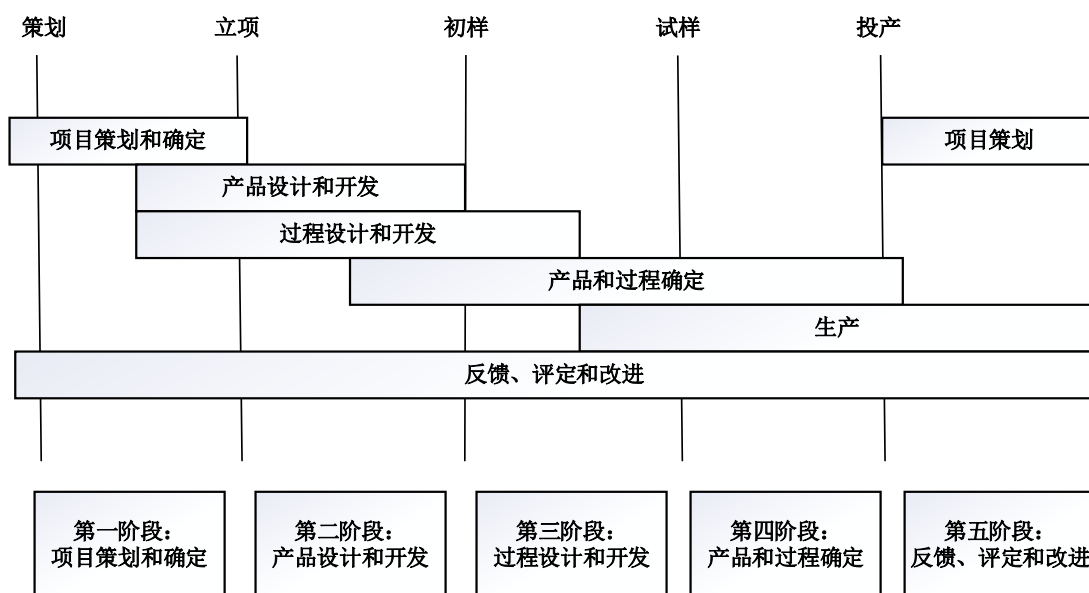 策划
立项
初样
试样
投产
项目策划和确定
项目策划
产品设计和开发
过程设计和开发
产品和过程确定
生产
反馈、评定和改进
第一阶段：
项目策划和确定
第二阶段：
产品设计和开发
第三阶段：
过程设计和开发
第四阶段：
产品和过程确定
第五阶段：
反馈、评定和改进